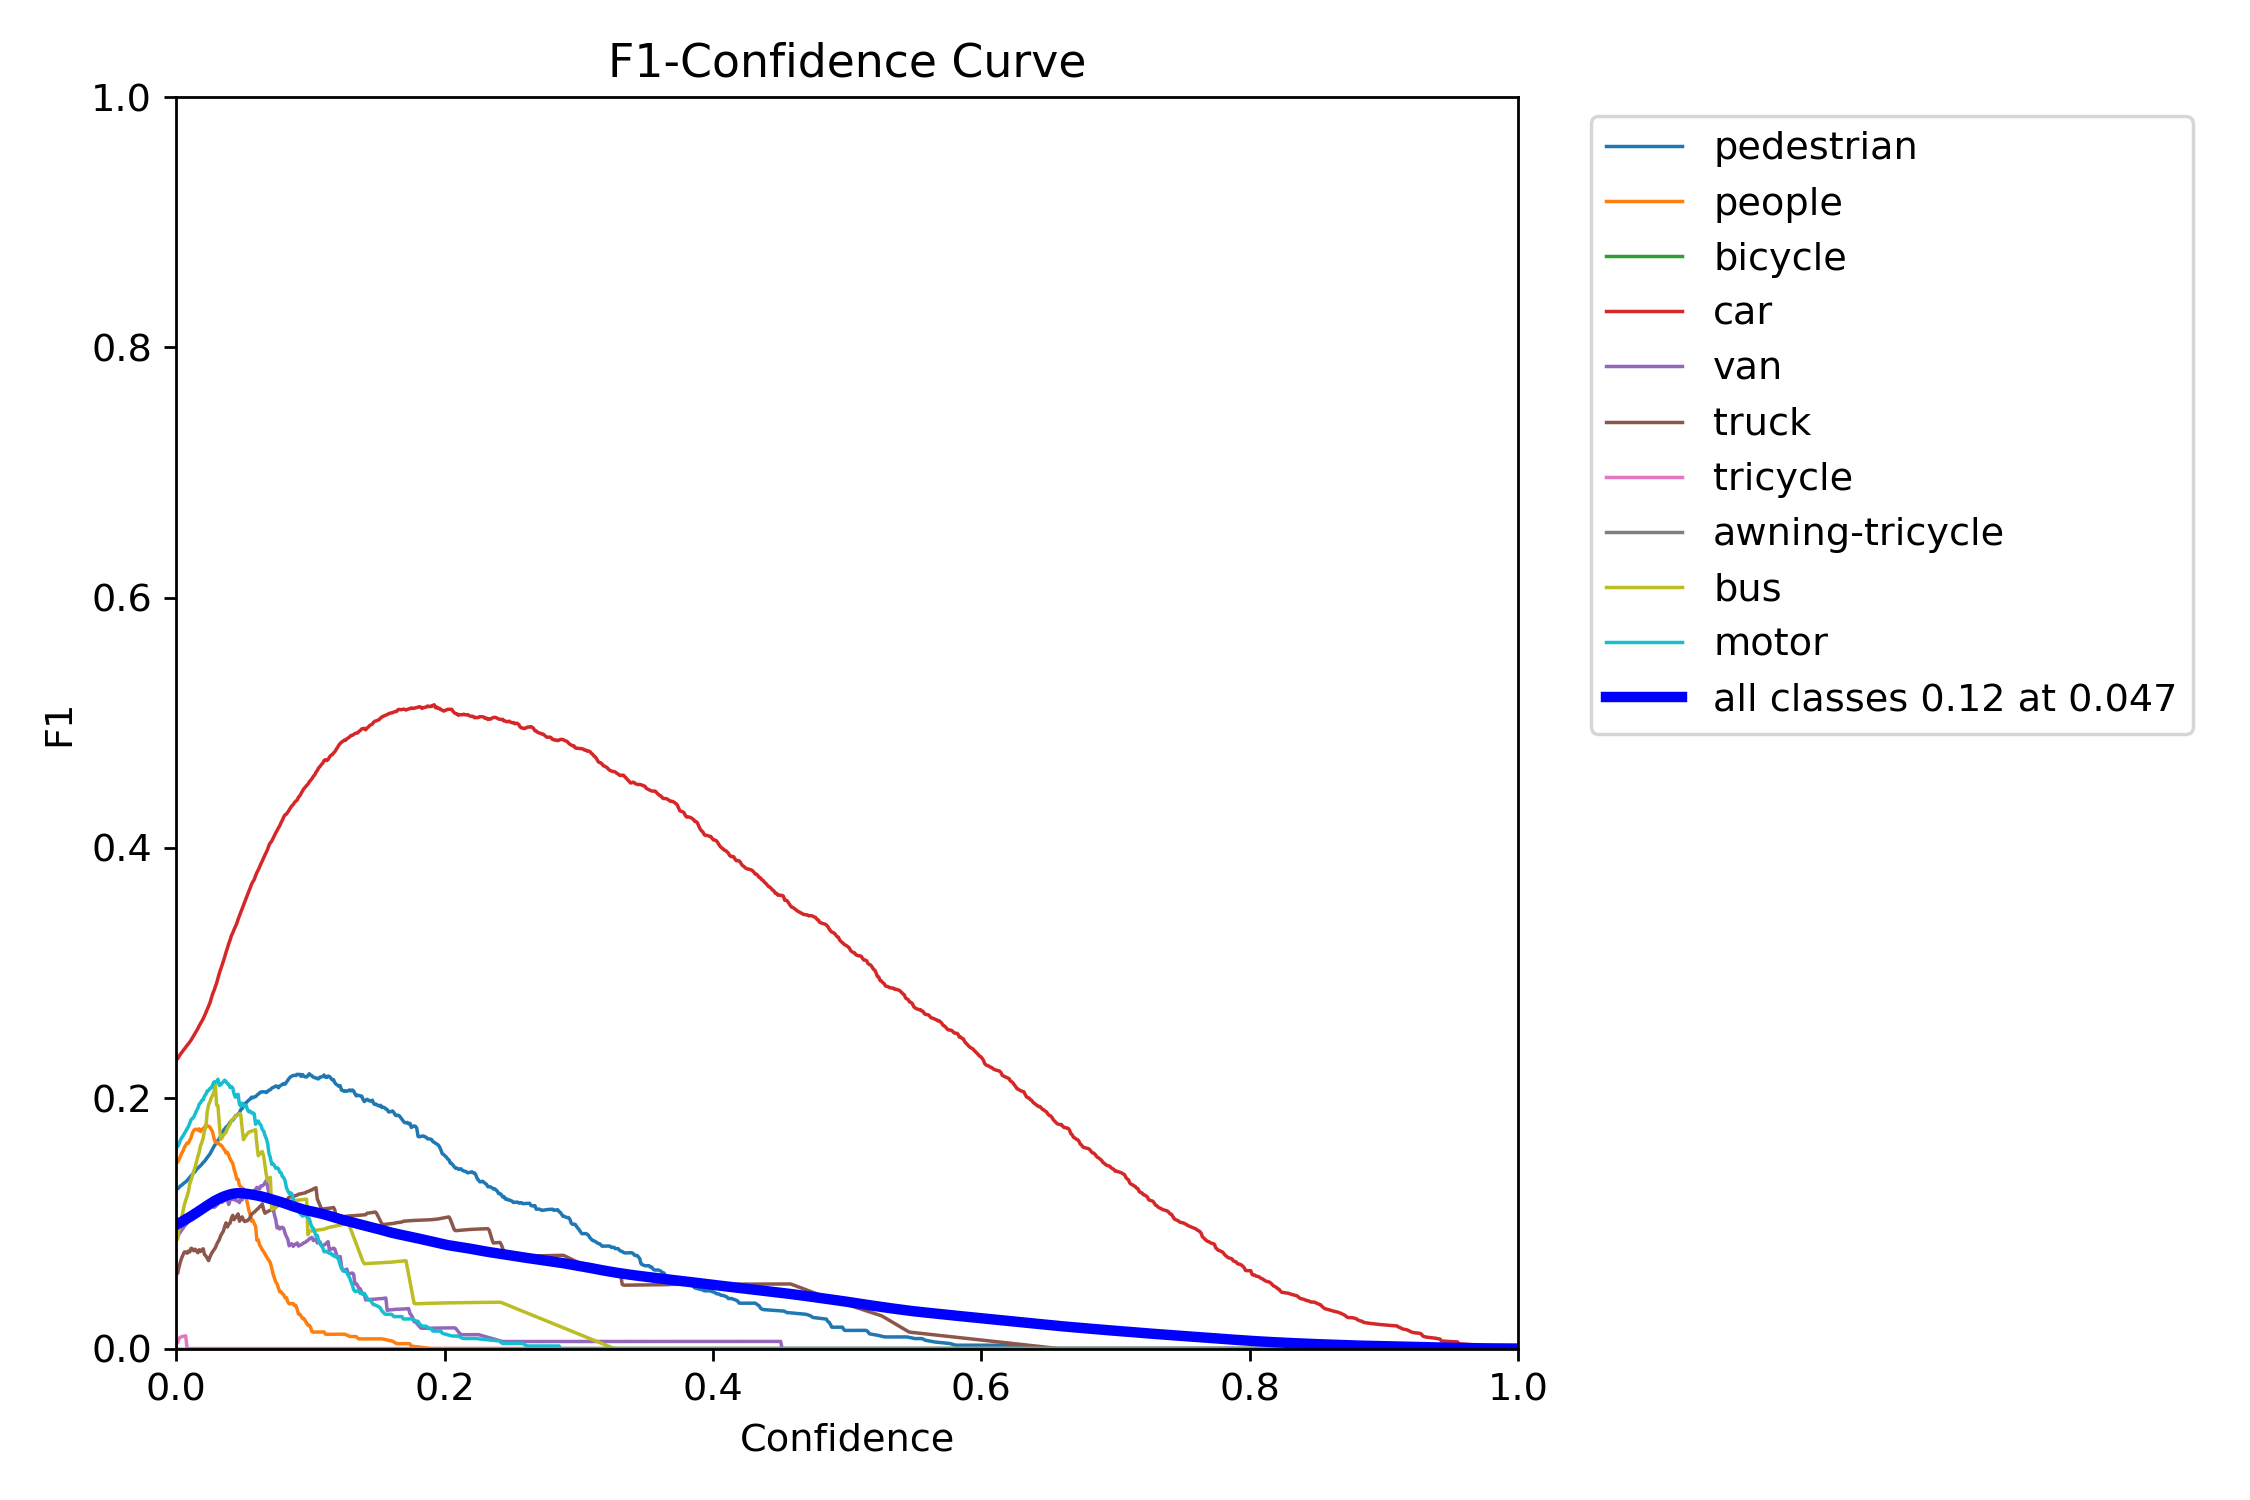 F1-Confidence Curve
1.0
0.8
0.6
0.4
0.2
0.0
F1
0.0 0.2 0.4 0.6 0.8 1.0
Confidence
pedestrian
people
bicycle
car
van
truck
tricycle
awning-tricycle
bus
motor
all classes 0.12 at 0.047